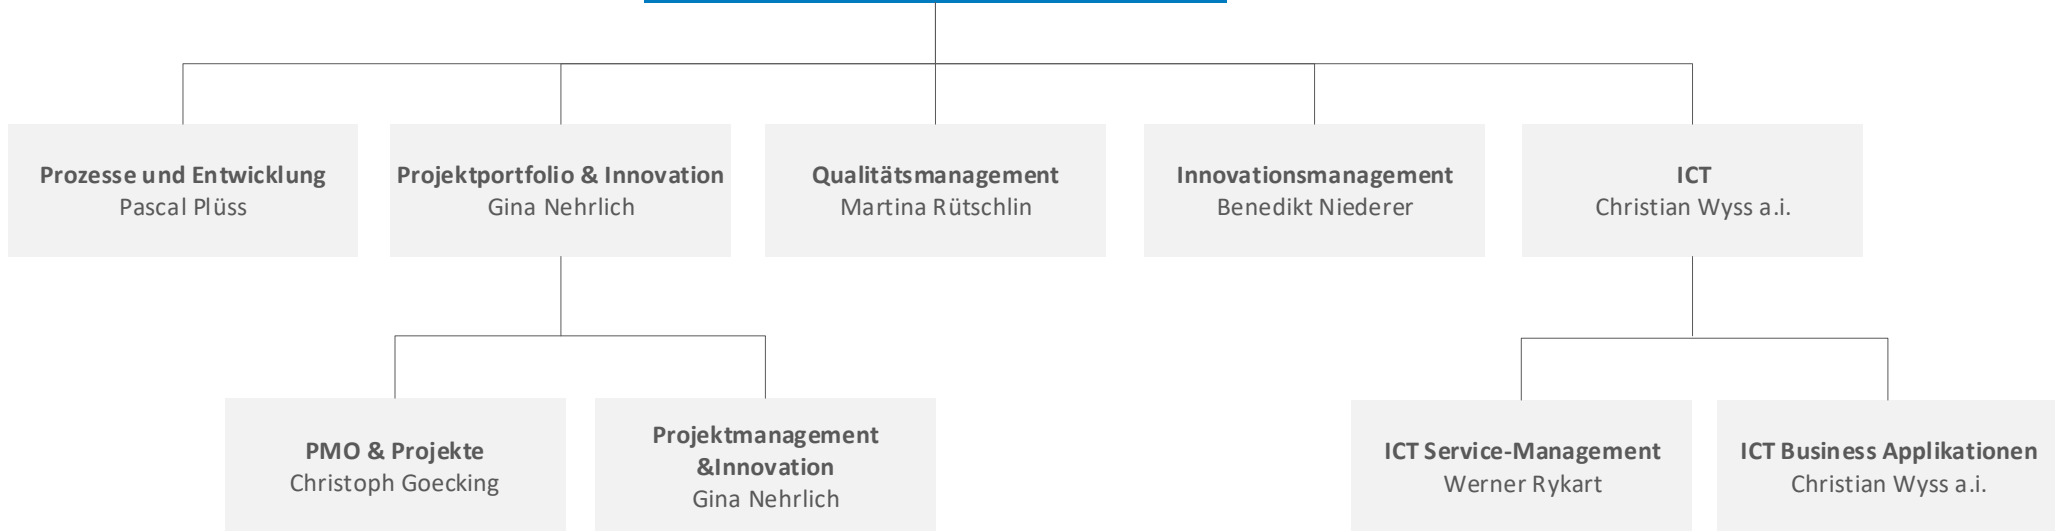 Prozesse und Entwicklung
Pascal Plüss
Projektportfolio & Innovation
Gina Nehrlich
Qualitätsmanagement
Martina Rütschlin
Innovationsmanagement
Benedikt Niederer
ICT
Christian Wyss a.i.
PMO & Projekte
Christoph Goecking
Projektmanagement
&Innovation
Gina Nehrlich
ICT Service-Management
Werner Rykart
ICT Business Applikationen
Christian Wyss a.i.